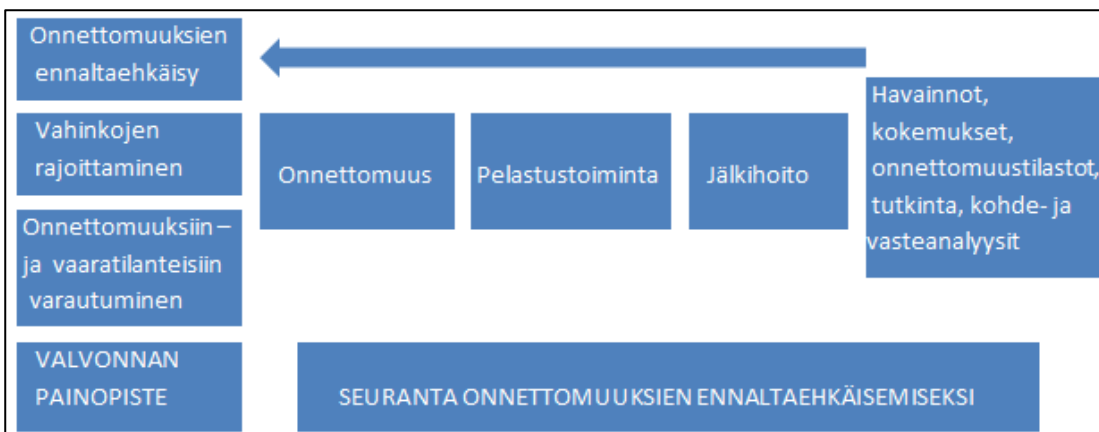 Onnettomuuksien
ennaltaehkäisy
Vahinkojen
rajoittaminen
Onnettomuuksiin –
ja vaaratilanteisiin
varautuminen
VALVONNAN
PAINOPISTE
Onnettomuus
Pelastustoiminta
Jälkihoito
Havainnot,
kokemukset,
onnettomuustilastot,
tutkinta, kohde- ja
vasteanalyysit
SEURANTA ONNETTOMUUKSIEN ENNALTAEHKÄISEMISEKSI